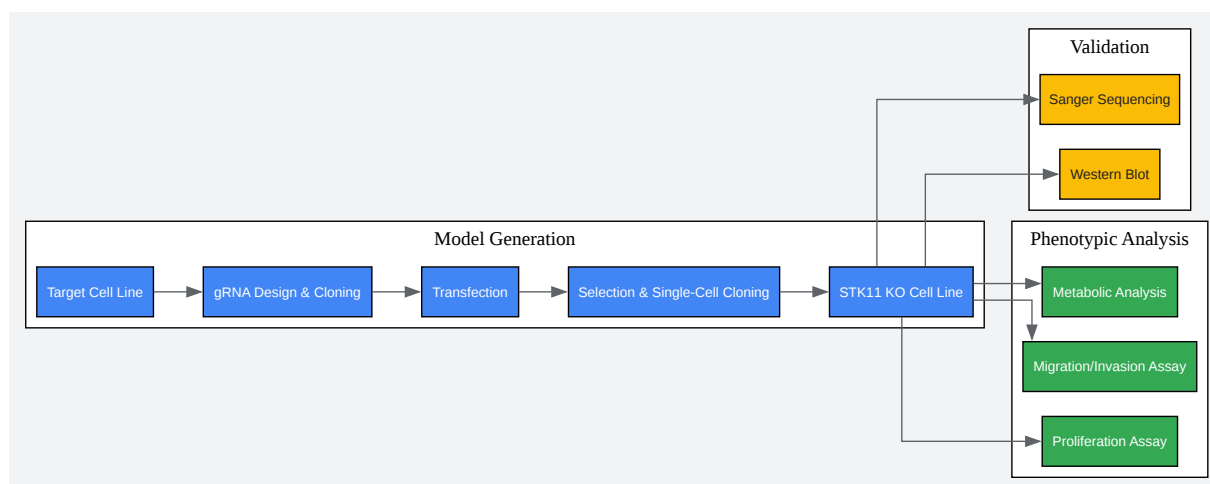 Validation
Sanger Sequencing
Western Blot
Model Generation
Target Cell Line
gRNA Design & Cloning
Transfection
Selection & Single-Cell Cloning
STK11 KO Cell Line
Phenotypic Analysis
Metabolic Analysis
Migration/Invasion Assay
Proliferation Assay